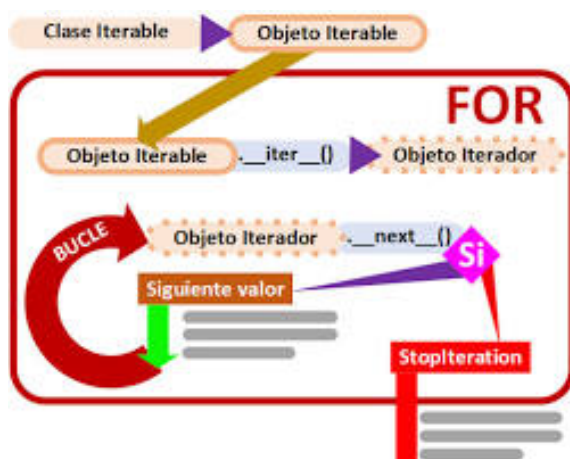 Clase Iterable Objeto Iterable
FOR
Objeto Iterable .__iter__() Objeto Iterador
BUCLE
Objeto Iterador .__next__()
Si
Siguiente valor
StopIteration